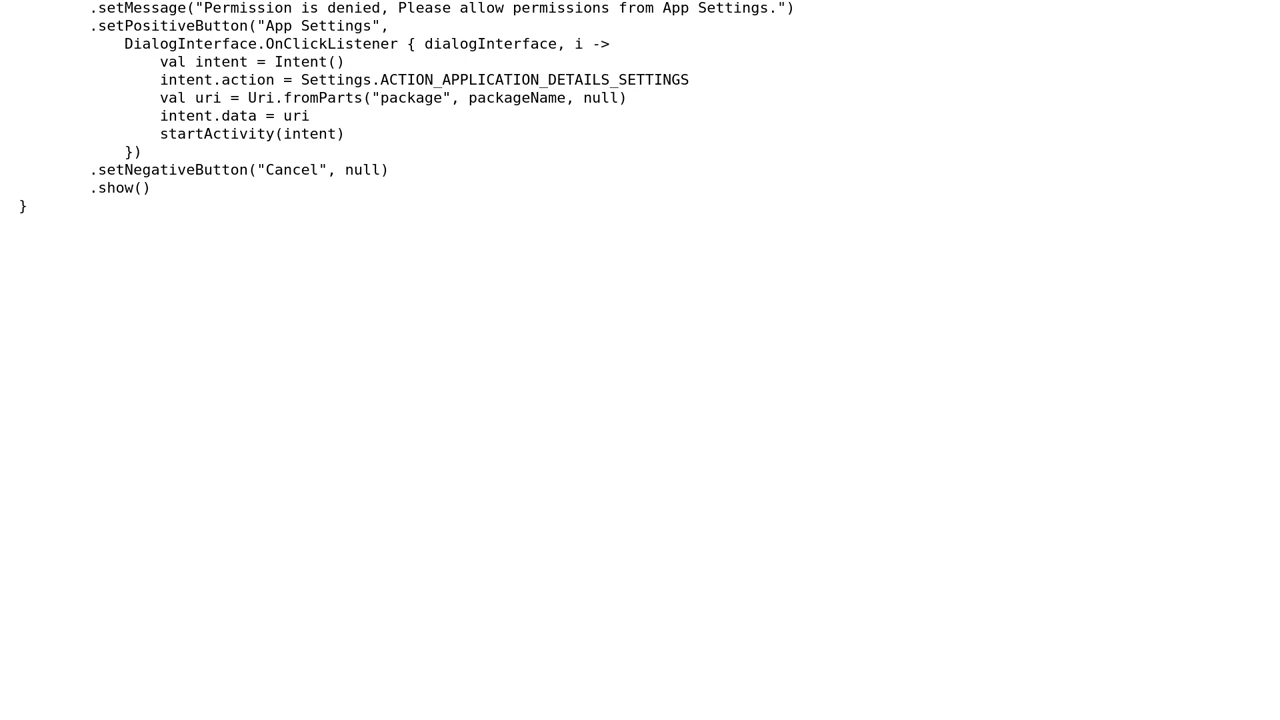 .setMessage("Permission is denied, Please allow permissions from App Settings.")
        .setPositiveButton("App Settings",
            DialogInterface.OnClickListener { dialogInterface, i ->
                val intent = Intent()
                intent.action = Settings.ACTION_APPLICATION_DETAILS_SETTINGS
                val uri = Uri.fromParts("package", packageName, null)
                intent.data = uri
                startActivity(intent)
            })
        .setNegativeButton("Cancel", null)
        .show()
}